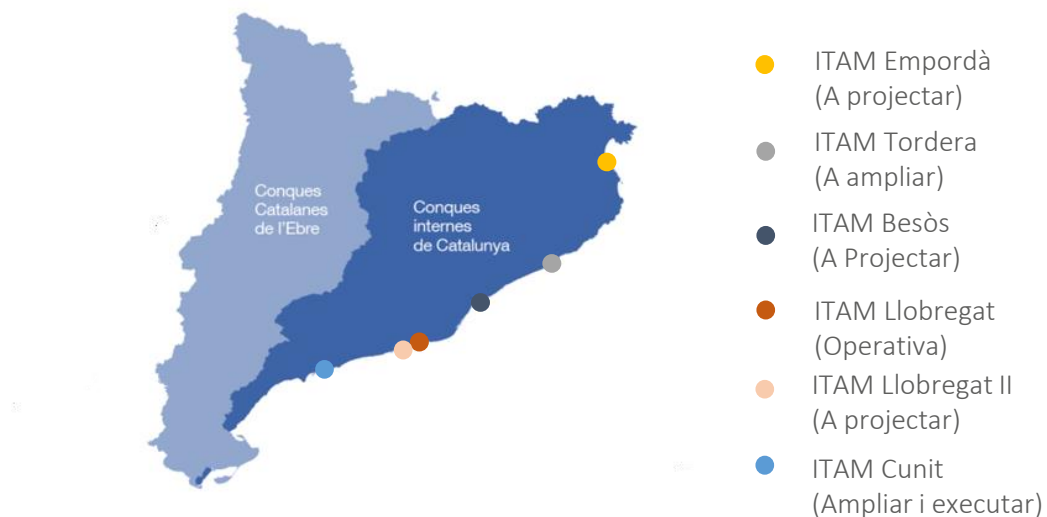 Conques
Catalanes
de l'Ebre
Conques
internes
de Catalunya
ITAM Empordà
(A projectar)
ITAM Tordera
(A ampliar)
ITAM Besòs
(A Projectar)
ITAM Llobregat
(Operativa)
ITAM Llobregat II
(A projectar)
ITAM Cunit
(Ampliar i executar)